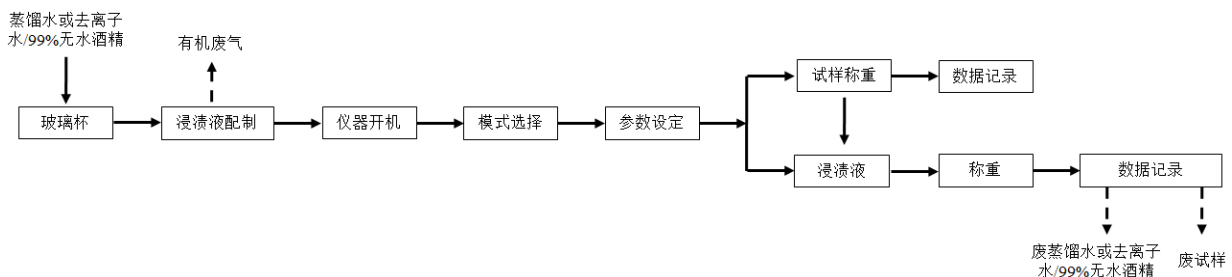 蒸馏水或去离子
水/99%无水酒精
有机废气
玻璃杯
浸渍液配制
仪器开机
模式选择
参数设定
试样称重
数据记录
浸渍液
称重
数据记录
废蒸馏水或去离子
水/99%无水酒精
废试样